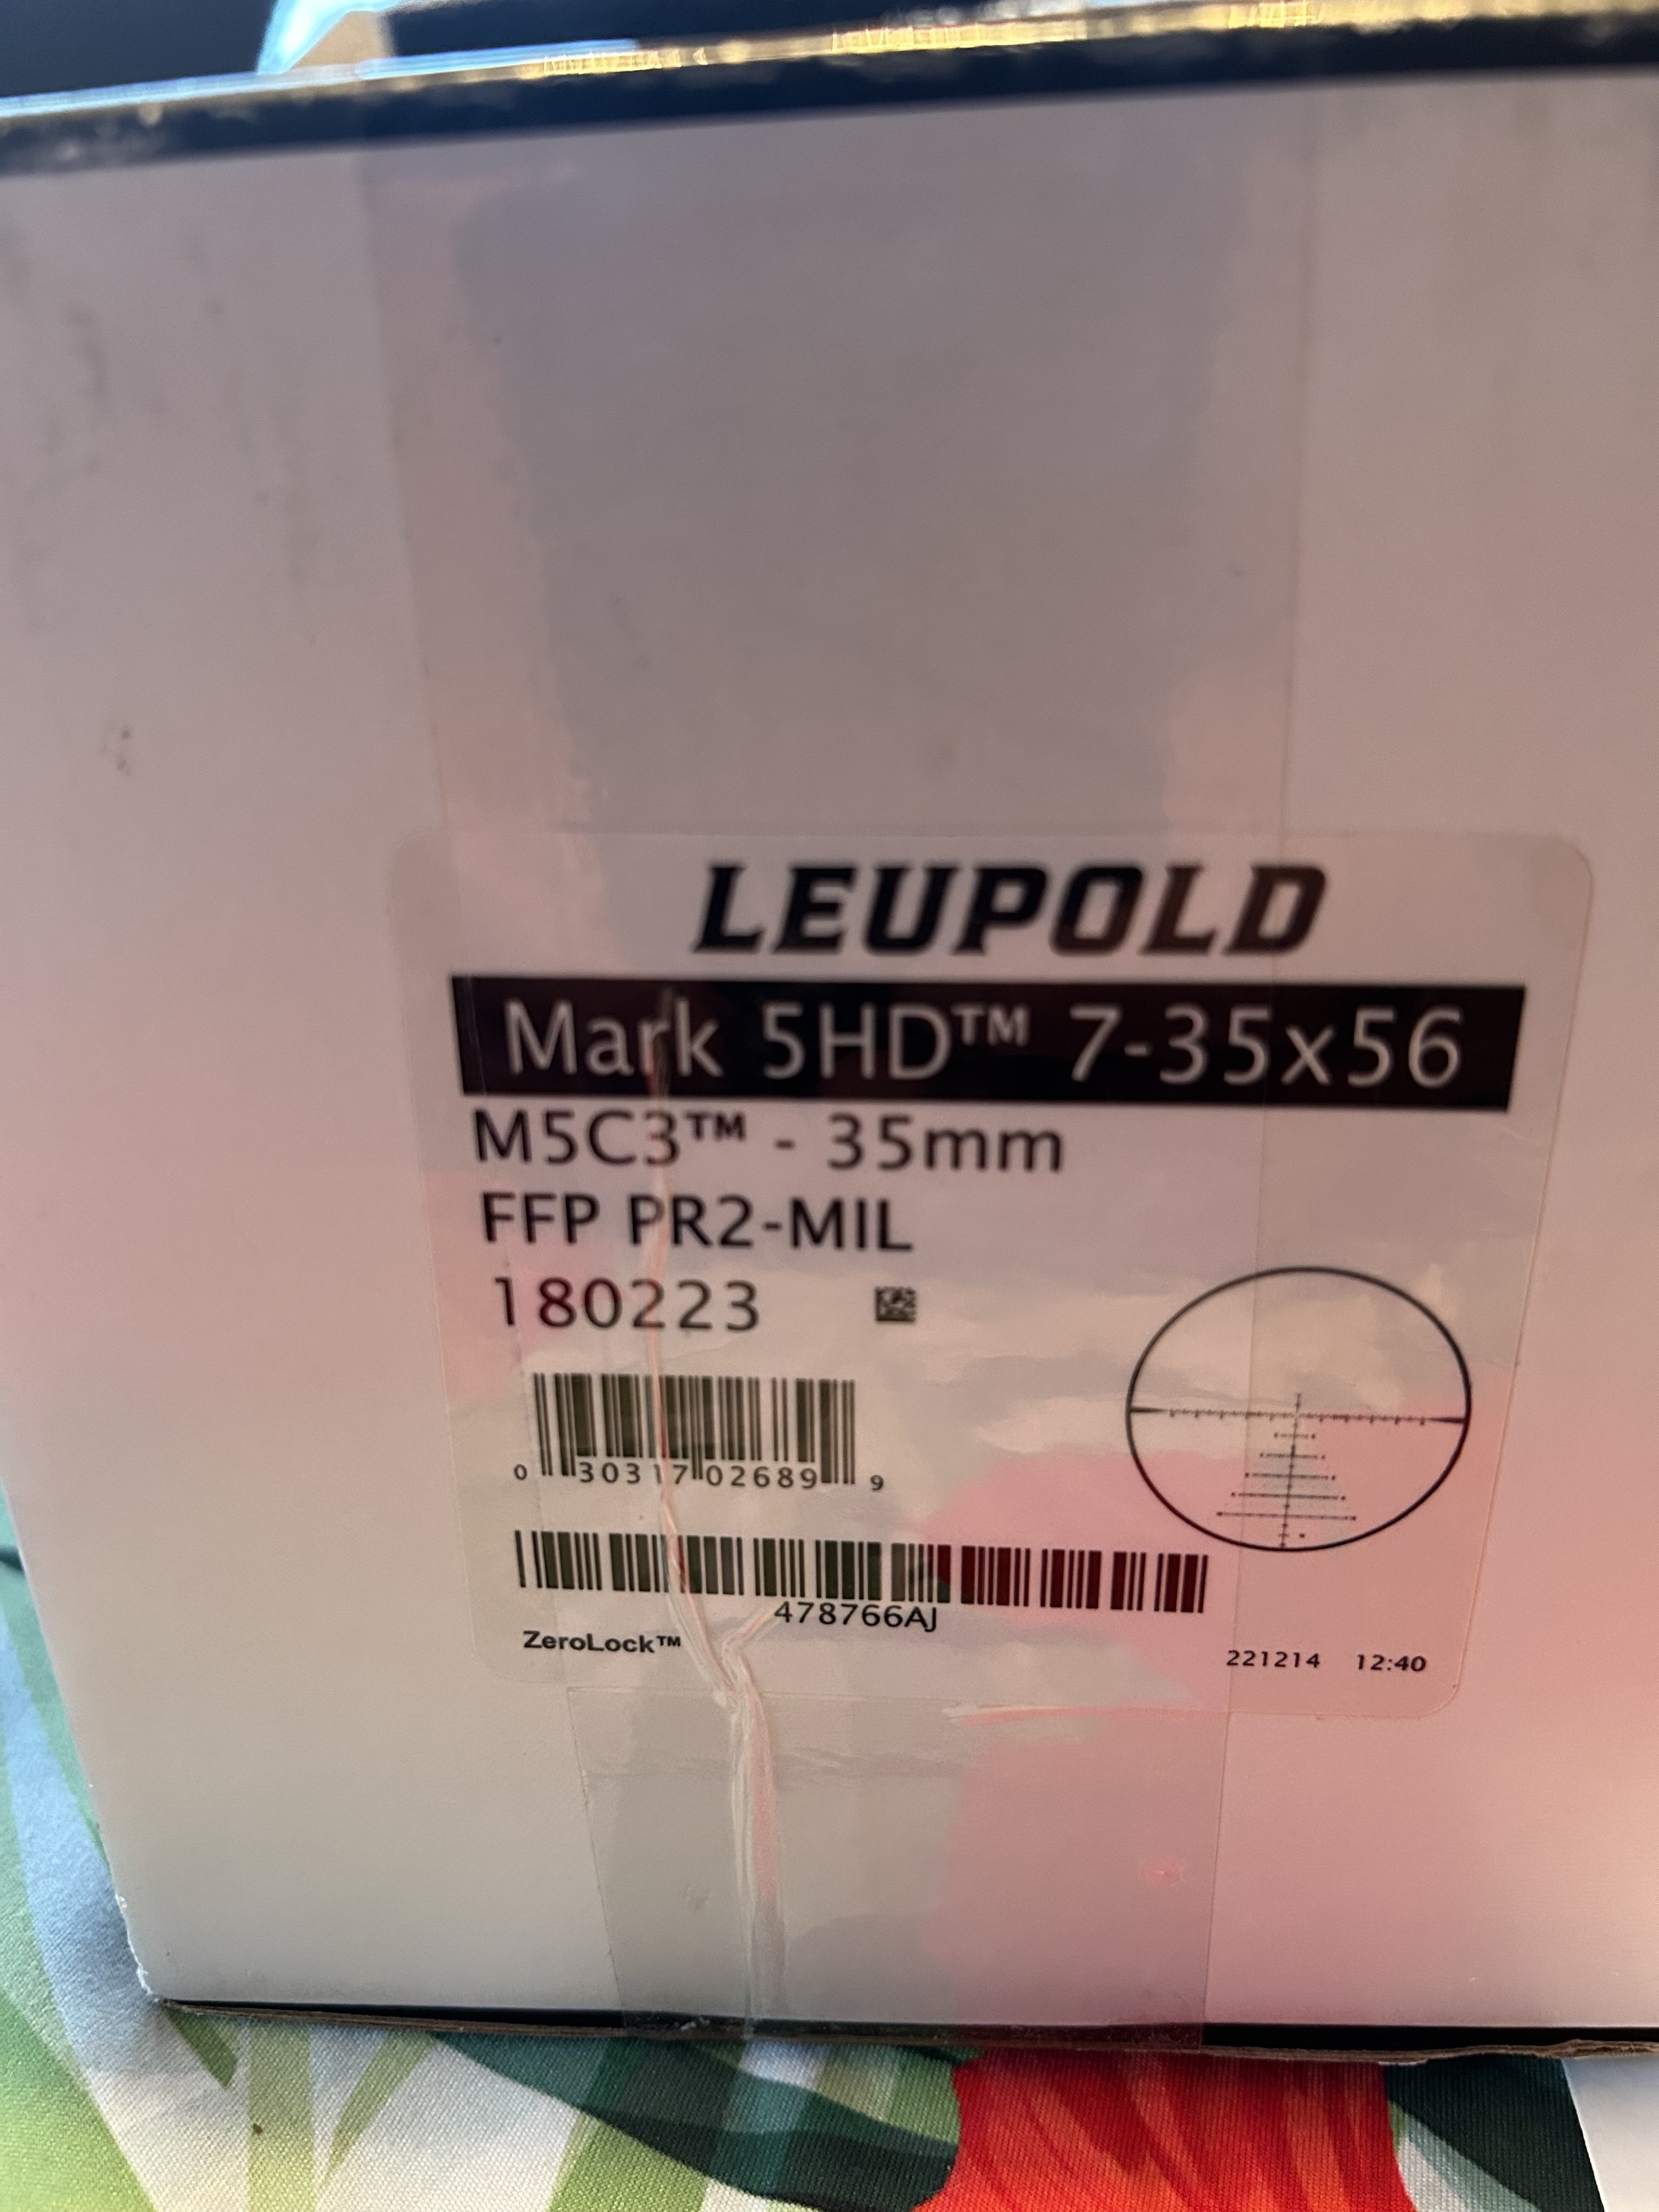 LEUPOLD
Mark 5HD™ 7-35x56
M5C3™ - 35mm
FFP PR2-MIL
180223
0 30317 02689 9
478766AJ
ZeroLock™
221214 12:40